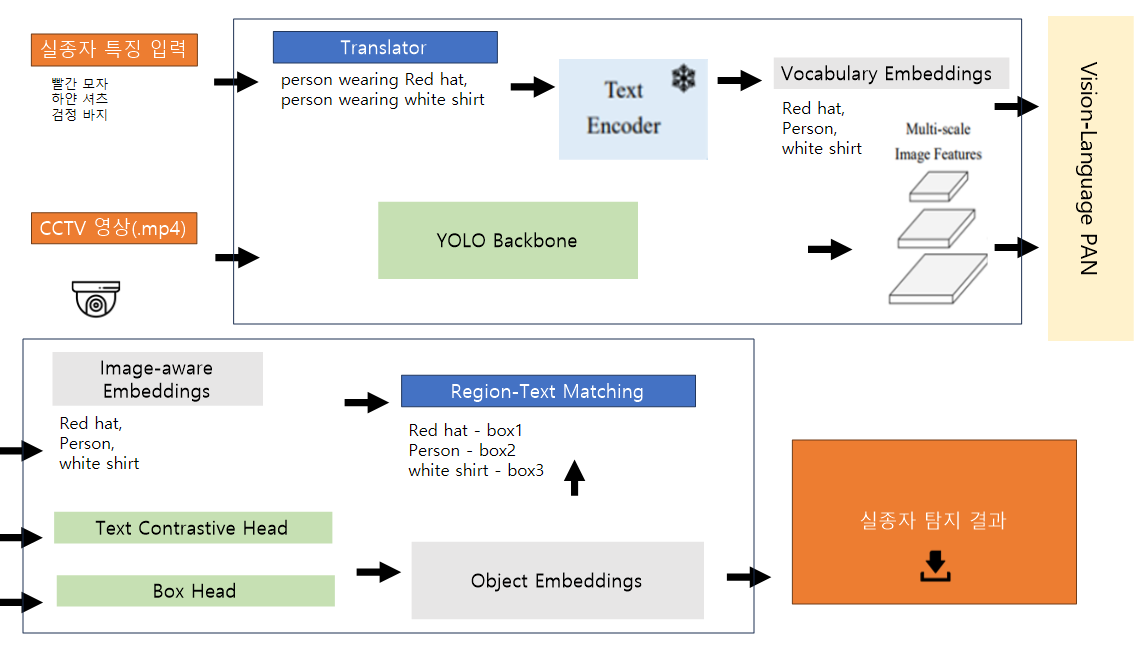 실종자 특징 입력
빨간 모자
하얀 셔츠
검정 바지
Translator
person wearing Red hat,
person wearing white shirt
Text
Encoder
Vocabulary Embeddings
Red hat,
Person,
white shirt
Multi-scale
Image Features
Vision-Language PAN
CCTV 영상(.mp4)
YOLO Backbone
Image-aware
Embeddings
Red hat,
Person,
white shirt
Region-Text Matching
Red hat - box1
Person - box2
white shirt - box3
Text Contrastive Head
Box Head
Object Embeddings
실종자 탐지 결과